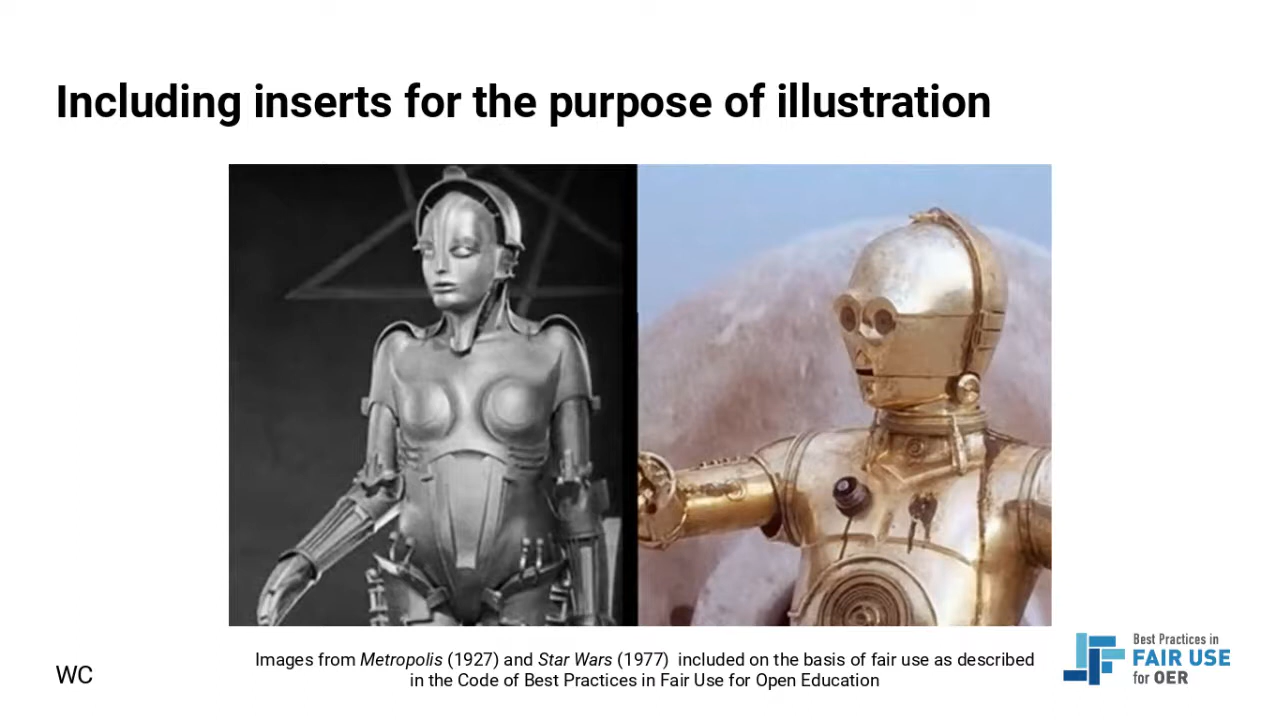 Including inserts for the purpose of illustration
Images from Metropolis (1927) and Star Wars (1977) included on the basis of fair use as described
in the Code of Best Practices in Fair Use for Open Education
WC
Best Practices in
FAIR USE
for OER